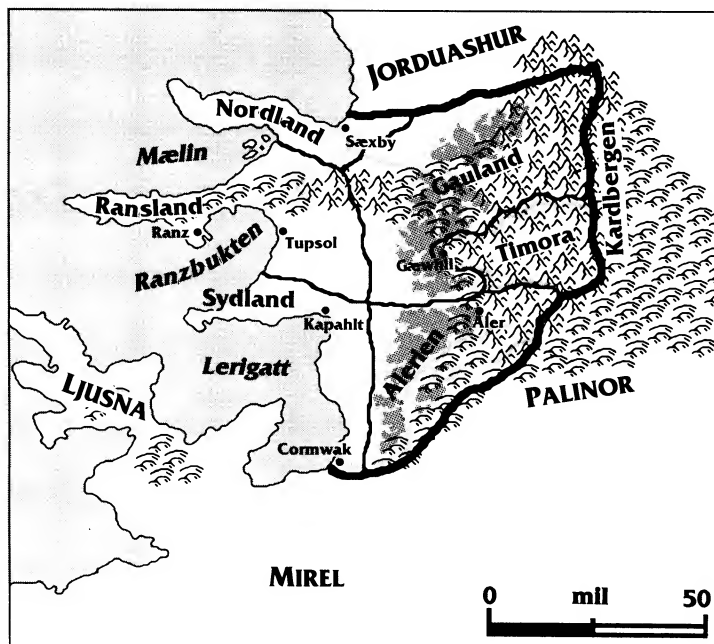 JORDUASHUR
Nordland
Sæxby
Mælin
Gauland
Kardbergen
Ransland
Ranz
Tupsol
Ranzbukten
Timora
Gawill
Sydland
Kapahlt
Aler
Lerigatt
Alerien
LJUSNA
PALINOR
Cormwak
MIREL
0 mil 50